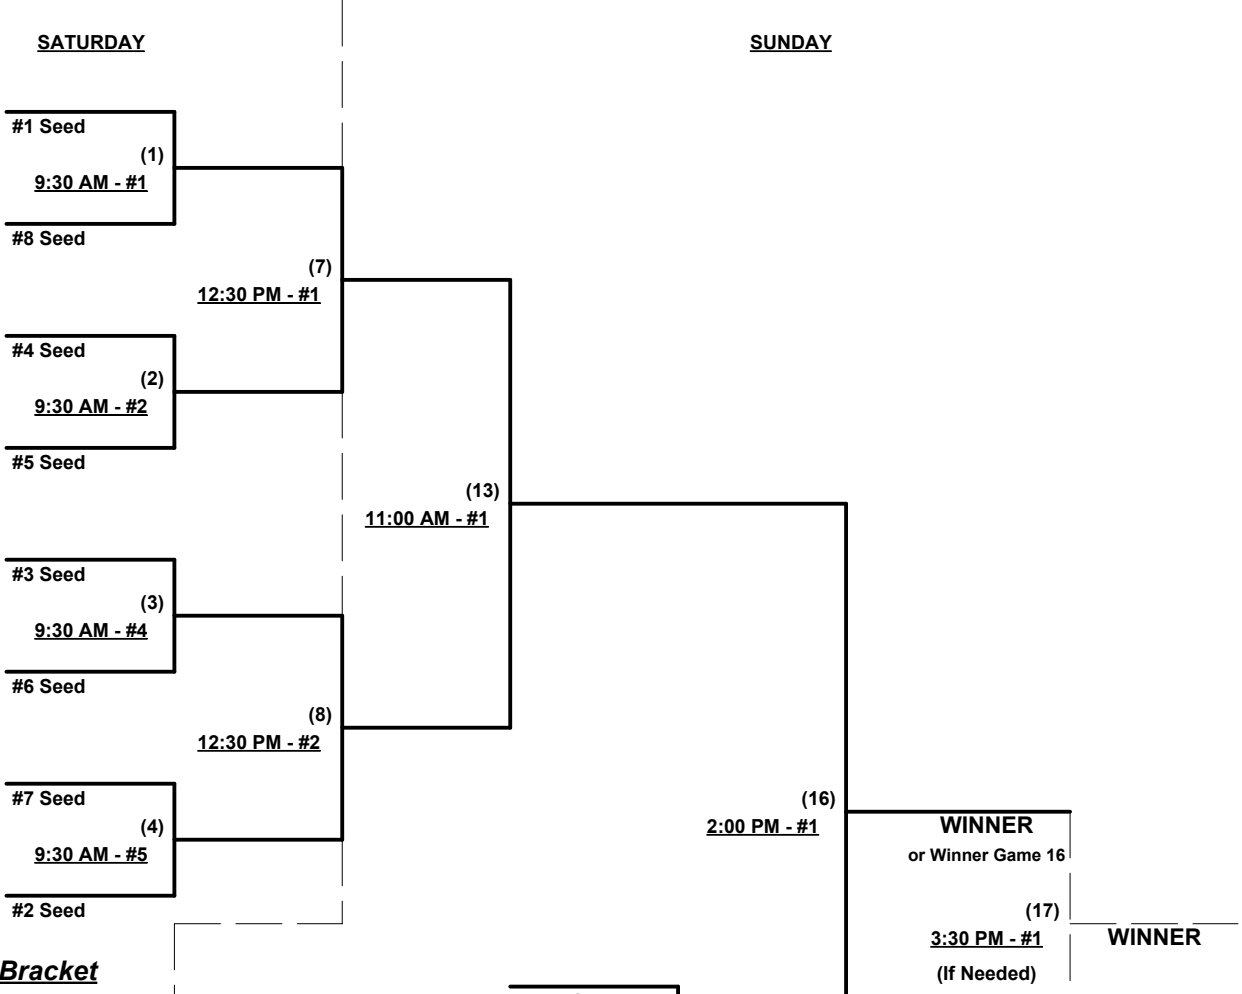 SATURDAY
SUNDAY
#1 Seed
(1)
9:30 AM - #1
#8 Seed
(7)
12:30 PM - #1
#4 Seed
(2)
9:30 AM - #2
#5 Seed
(13)
11:00 AM - #1
#3 Seed
(3)
9:30 AM - #4
#6 Seed
(8)
12:30 PM - #2
#7 Seed
(4)
9:30 AM - #5
#2 Seed
(16)
2:00 PM - #1
WINNER
or Winner Game 16
(17)
3:30 PM - #1
WINNER
(If Needed)
Bracket